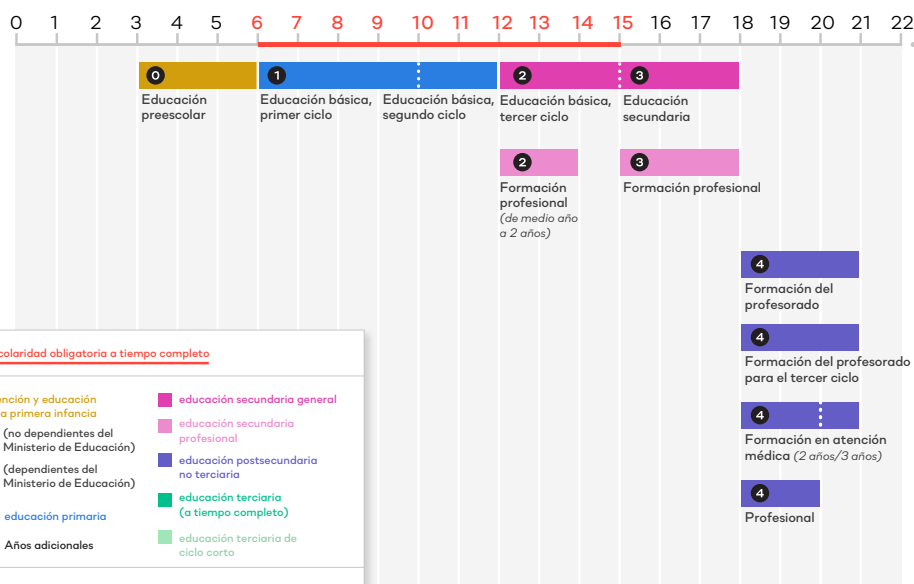 0 1 2 3 4 5 6 7 8 9 10 11 12 13 14 15 16 17 18 19 20 21 22
0 1 2 3
Educación
preescolar
Educación básica,
primer ciclo
Educación básica,
segundo ciclo
Educación básica,
tercer ciclo
Educación
secundaria
2 3
Formación
profesional
(de medio año
a 2 años)
Formación profesional
4
Formación del
profesorado
4
Formación del profesorado
para el tercer ciclo
4
Formación en atención
médica (2 años/3 años)
4
Profesional
colaridad obligatoria a tiempo completo
nción y educación
a primera infancia
(no dependientes del
Ministerio de Educación)
(dependientes del
Ministerio de Educación)
educación primaria
Años adicionales
educación secundaria general
educación secundaria
profesional
educación postsecundaria
no terciaria
educación terciaria
(a tiempo completo)
educación terciaria de
ciclo corto